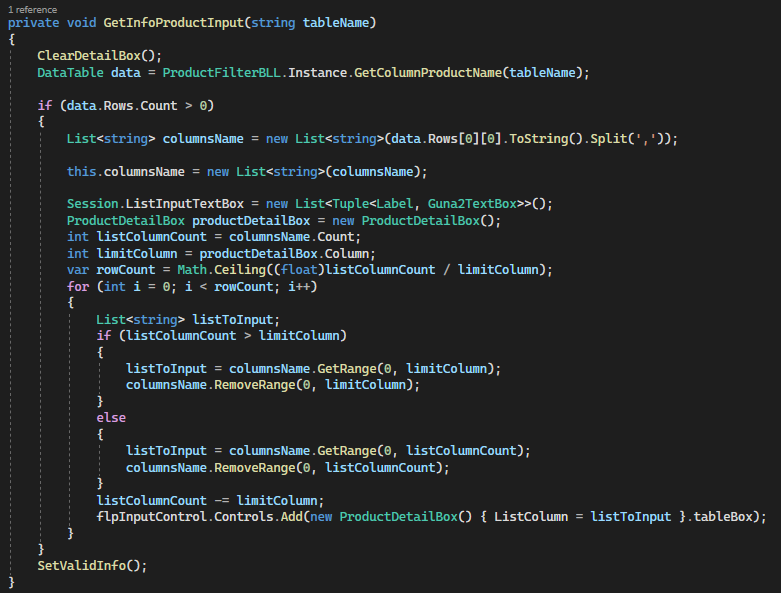 1 reference
private void GetInfoProductInput(string tableName)
{
    ClearDetailBox();
    DataTable data = ProductFilterBLL.Instance.GetColumnProductName(tableName);

    if (data.Rows.Count > 0)
    {
        List<string> columnsName = new List<string>(data.Rows[0][0].ToString().Split(','));

        this.columnsName = new List<string>(columnsName);

        Session.ListInputTextBox = new List<Tuple<Label, Guna2TextBox>>();
        ProductDetailBox productDetailBox = new ProductDetailBox();
        int listColumnCount = columnsName.Count;
        int limitColumn = productDetailBox.Column;
        var rowCount = Math.Ceiling((float)listColumnCount / limitColumn);
        for (int i = 0; i < rowCount; i++)
        {
            List<string> listToInput;
            if (listColumnCount > limitColumn)
            {
                listToInput = columnsName.GetRange(0, limitColumn);
                columnsName.RemoveRange(0, limitColumn);
            }
            else
            {
                listToInput = columnsName.GetRange(0, listColumnCount);
                columnsName.RemoveRange(0, listColumnCount);
            }
            listColumnCount -= limitColumn;
            flpInputControl.Controls.Add(new ProductDetailBox() { ListColumn = listToInput }.tableBox);
        }
    }
    SetValidInfo();
}